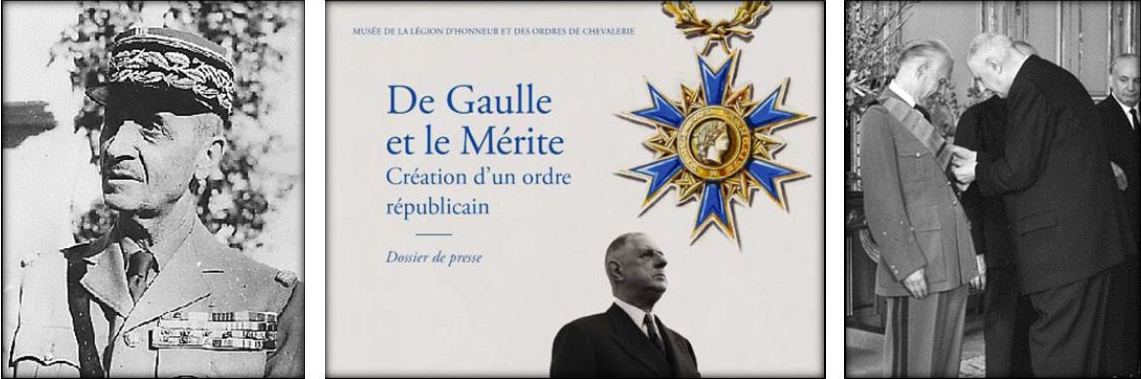 MUSÉE DE LA LÉGION D'HONNEUR ET DES ORDRES DE CHEVALERIE
De Gaulle
et le Mérite
Création d'un ordre
républicain
Dossier de presse